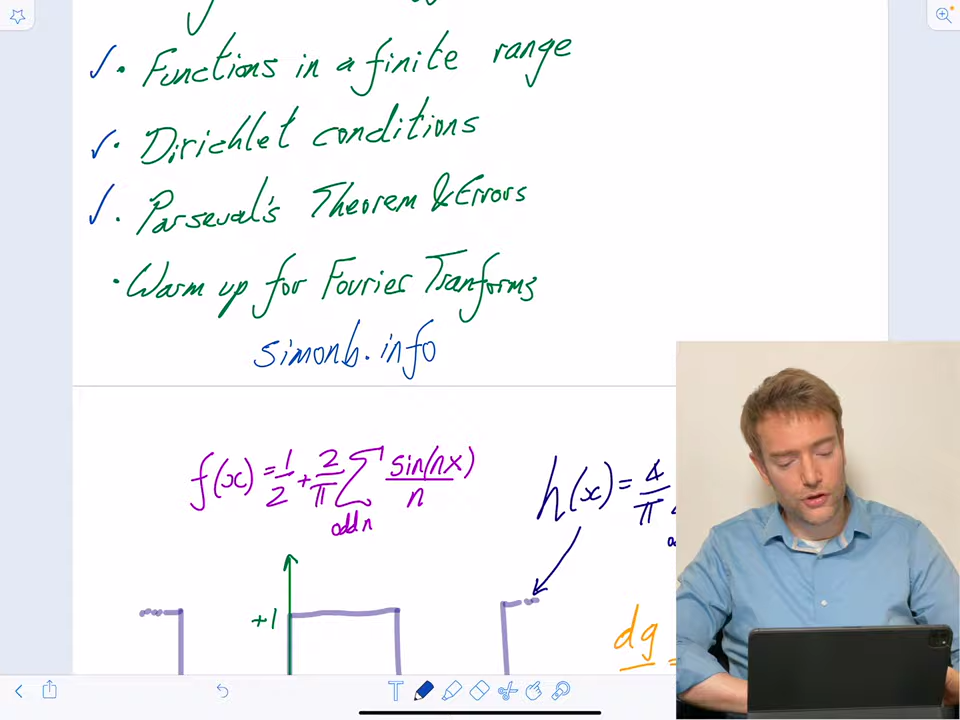 ✓ • Functions in a finite range
✓ • Dirichlet conditions
✓ • Parseval's Theorem & Errors
• Warm up for Fourier Tranforms
simonb.info
f(x) = 1/2 + 2/π Σ sin(nx)/n
odd n
h(x) = 4/π
+1
dg
T